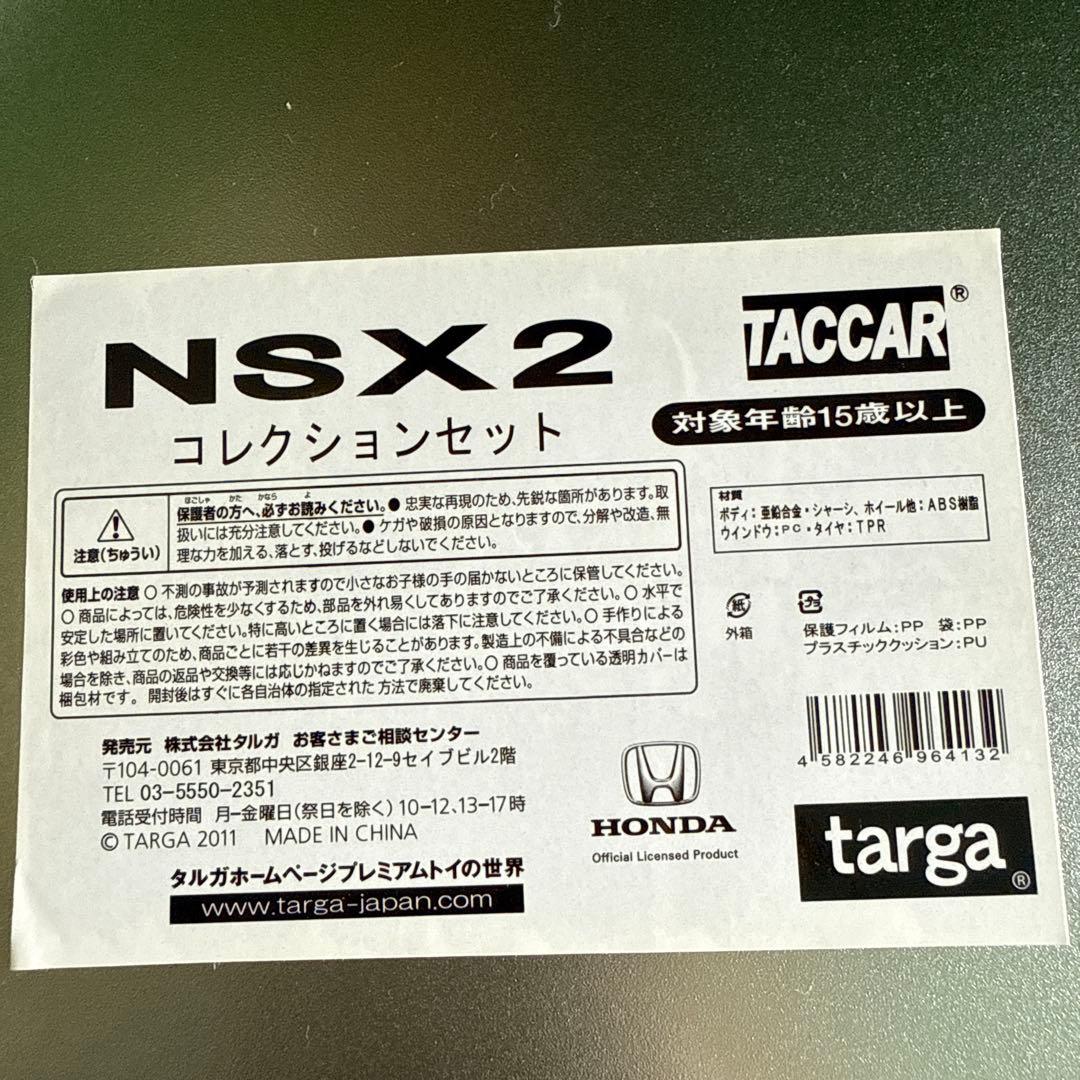 NSX2
コレクションセット
TACCAR®
対象年齢15歳以上
ほごしゃ かた かなら よ
注意(ちゅうい)
保護者の方へ、必ずお読みください。● 忠実な再現のため、先鋭な箇所があります。取
扱いには充分注意してください。● ケガや破損の原因となりますので、分解や改造、無
理な力を加える、落とす、投げるなどしないでください。
使用上の注意 ○ 不測の事故が予測されますので小さなお子様の手の届かないところに保管してください。
○ 商品によっては、危険性を少なくするため、部品を外れ易くしてありますのでご了承ください。○ 水平で
安定した場所に置いてください。特に高いところに置く場合には落下に注意してください。○ 手作りによる
彩色や組み立てのため、商品ごとに若干の差異を生じることがあります。製造上の不備による不具合などの
場合を除き、商品の返品や交換等には応じかねますのでご了承ください。○ 商品を覆っている透明カバーは
梱包材です。 開封後はすぐに各自治体の指定された 方法で廃棄してください。
材質
ボディ：亜鉛合金・シャーシ、ホイール他：ABS樹脂
ウインドウ：PC・タイヤ：TPR
紙
外箱
プラ
保護フィルム：PP 袋：PP
プラスチッククッション：PU
発売元 株式会社タルガ お客さまご相談センター
〒104-0061 東京都中央区銀座2-12-9セイブビル2階
TEL 03-5550-2351
電話受付時間 月-金曜日(祭日を除く) 10-12、13-17時
© TARGA 2011 MADE IN CHINA
タルガホームページプレミアムトイの世界
www.targa-japan.com
HONDA
Official Licensed Product
4 582246 964132
targa®